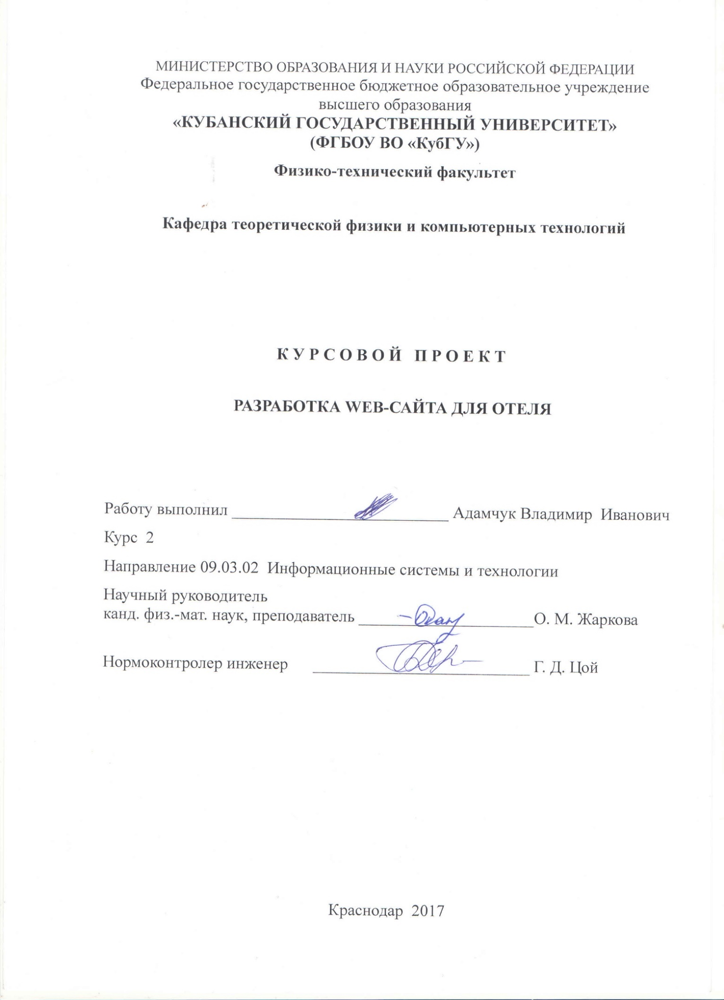 МИНИСТЕРСТВО ОБРАЗОВАНИЯ И НАУКИ РОССИЙСКОЙ ФЕДЕРАЦИИ
Федеральное государственное бюджетное образовательное учреждение
высшего образования
«КУБАНСКИЙ ГОСУДАРСТВЕННЫЙ УНИВЕРСИТЕТ»
(ФГБОУ ВО «КубГУ»)
Физико-технический факультет
Кафедра теоретической физики и компьютерных технологий
К У Р С О В О Й П Р О Е К Т
РАЗРАБОТКА WEB-САЙТА ДЛЯ ОТЕЛЯ
Работу выполнил Адамчук Владимир Иванович
Курс 2
Направление 09.03.02 Информационные системы и технологии
Научный руководитель
канд. физ.-мат. наук, преподаватель О. М. Жаркова
Нормоконтролер инженер Г. Д. Цой
Краснодар 2017